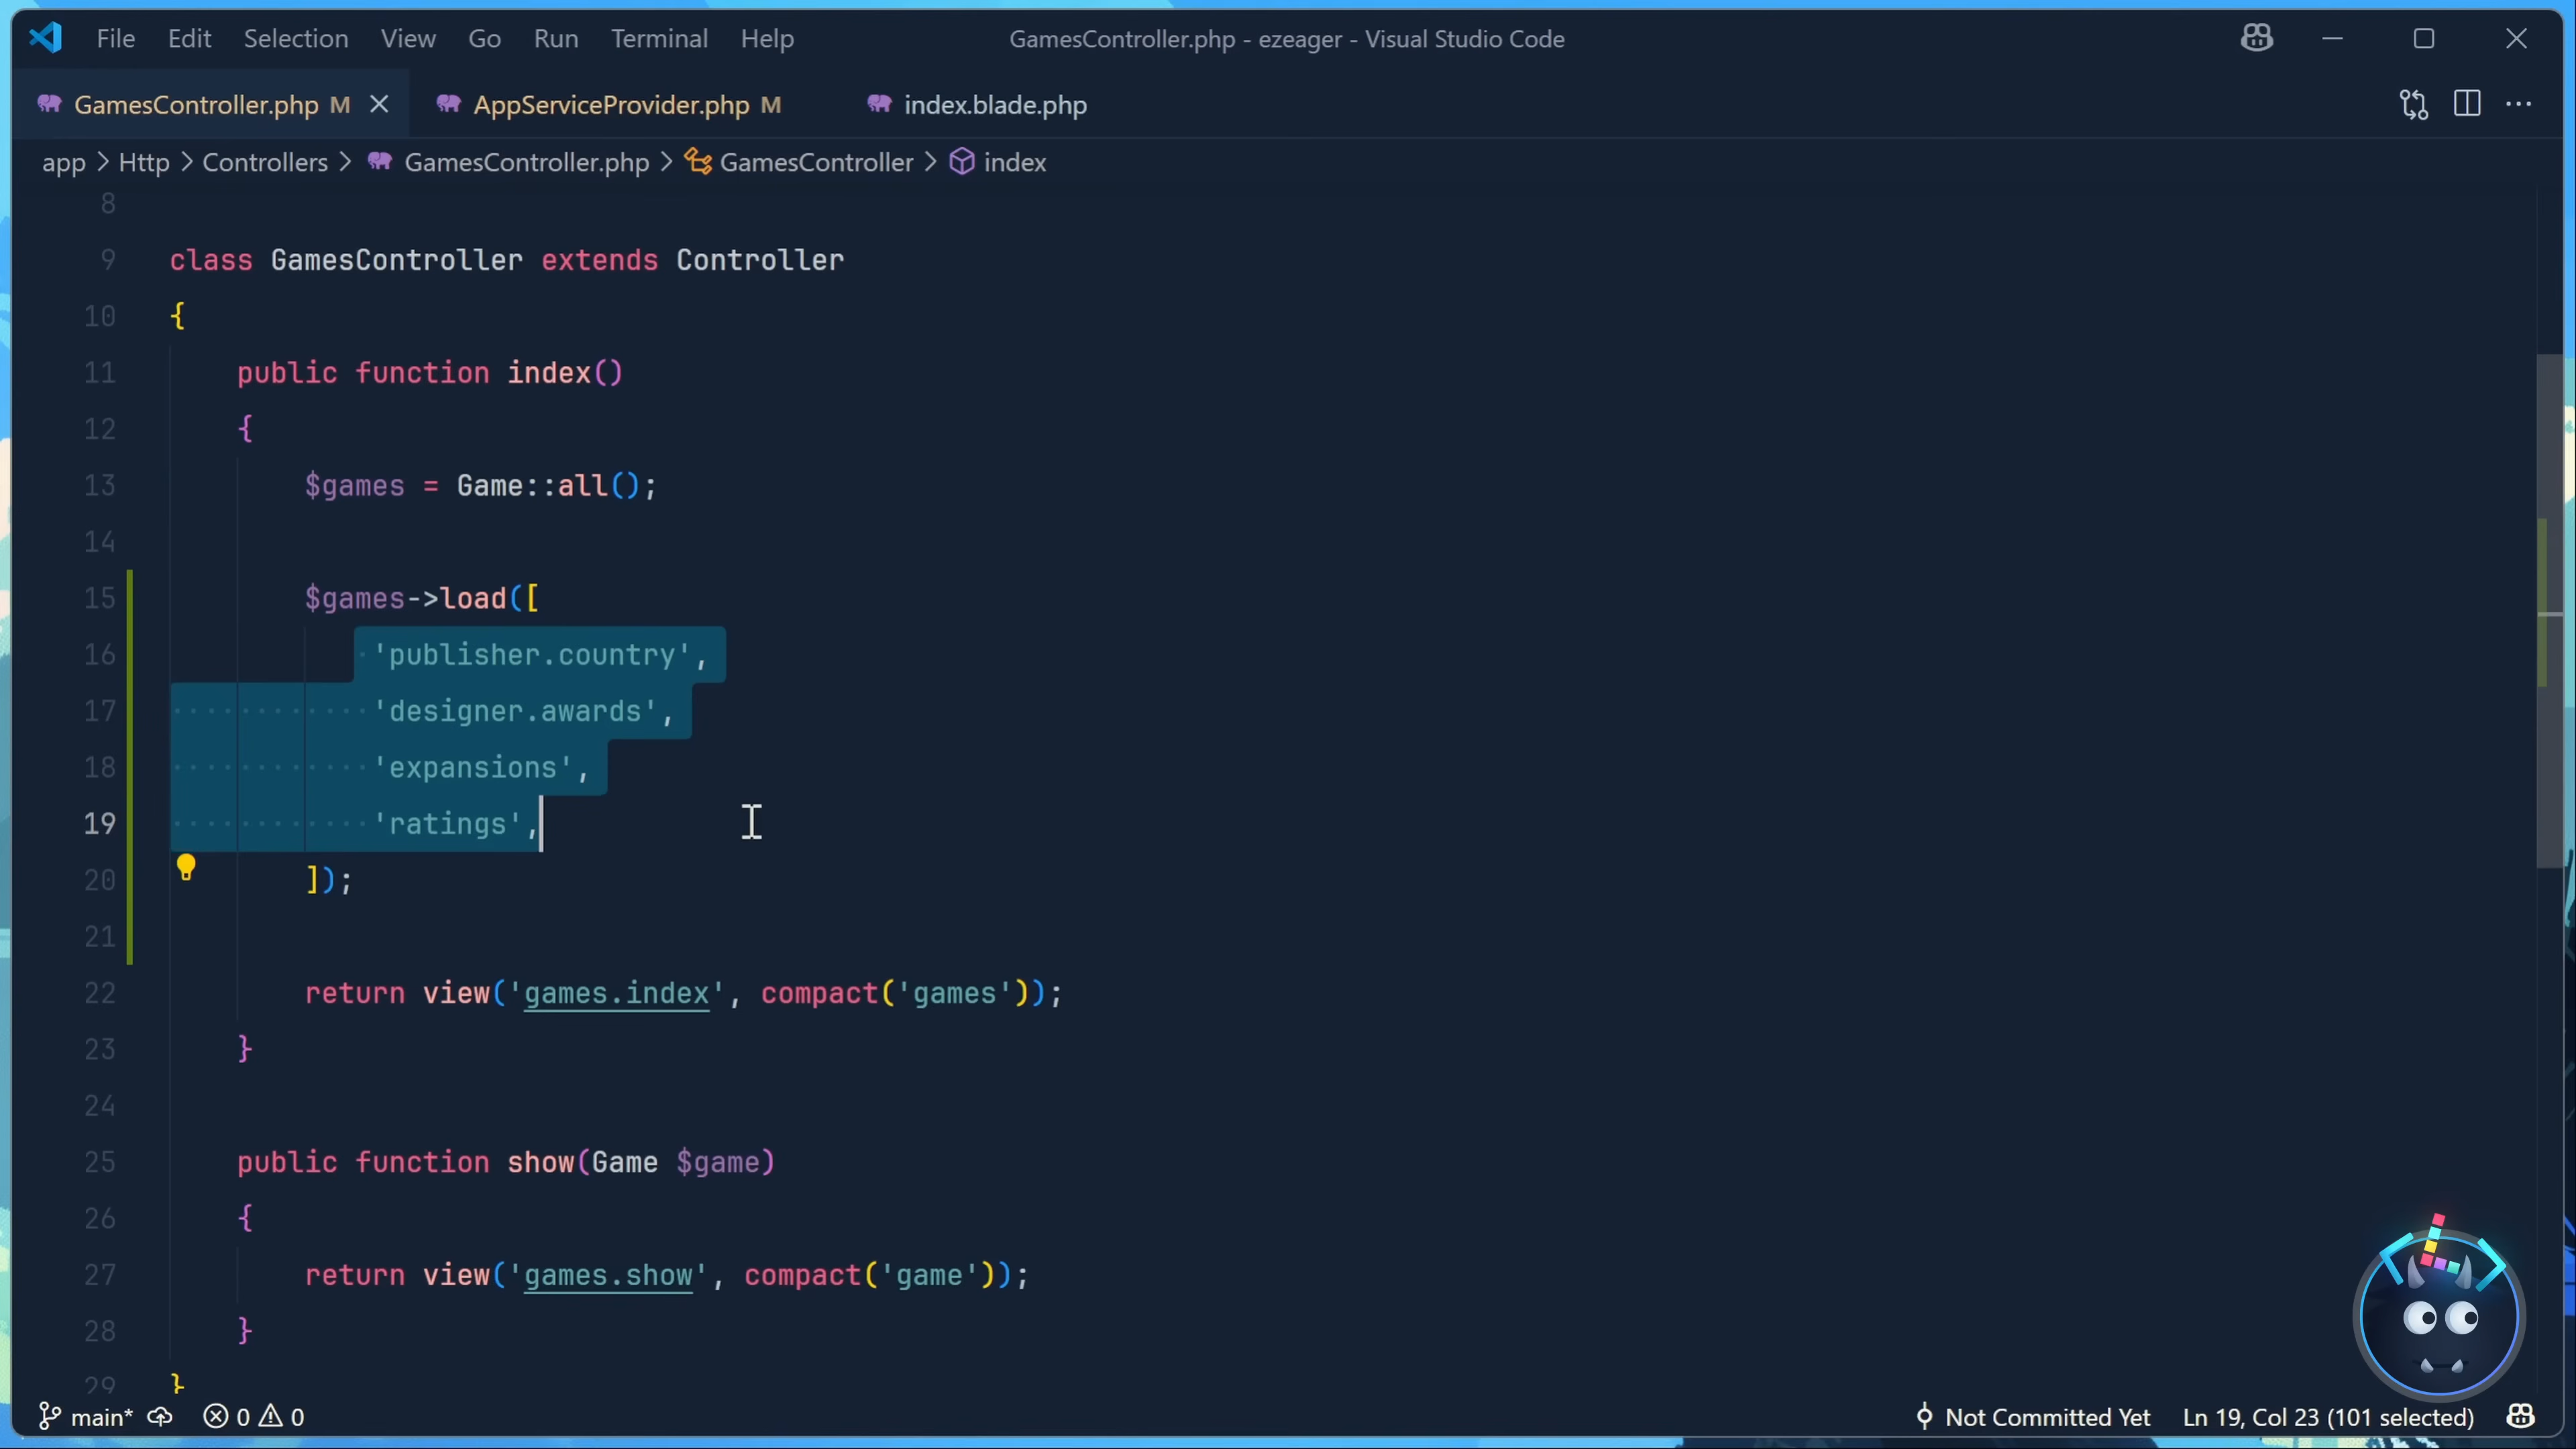 File Edit Selection View Go Run Terminal Help GamesController.php - ezeager - Visual Studio Code
GamesController.php M AppServiceProvider.php M index.blade.php
app > Http > Controllers > GamesController.php > GamesController > index
8
9 class GamesController extends Controller
10 {
11 public function index()
12 {
13 $games = Game::all();
14
15 $games->load([
16 'publisher.country',
17 'designer.awards',
18 'expansions',
19 'ratings',
20 ]);
21
22 return view('games.index', compact('games'));
23 }
24
25 public function show(Game $game)
26 {
27 return view('games.show', compact('game'));
28 }
29 }
main* 0 0 Not Committed Yet Ln 19, Col 23 (101 selected)